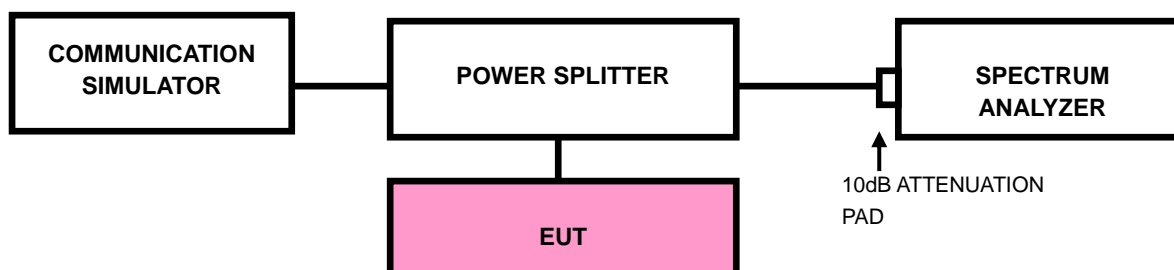 COMMUNICATION
SIMULATOR
POWER SPLITTER
SPECTRUM
ANALYZER
10dB ATTENUATION
PAD
EUT